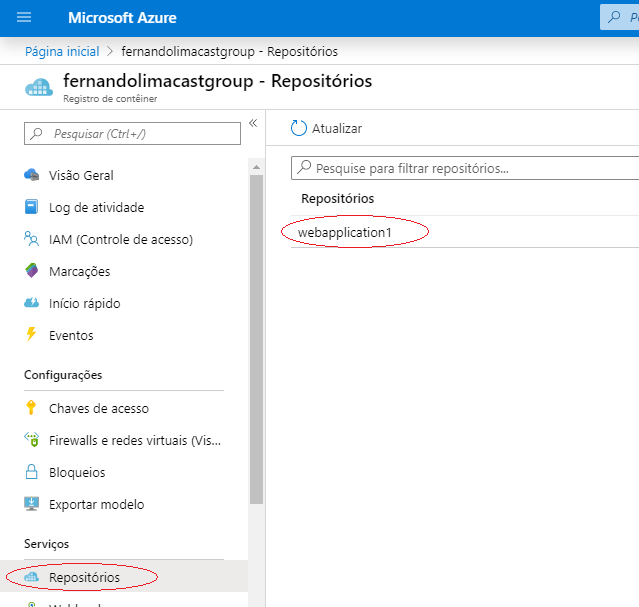 Microsoft Azure
Página inicial > fernandolimacastgroup - Repositórios
fernandolimacastgroup - Repositórios
Registro de contêiner
Pesquisar (Ctrl+/)
«
Visão Geral
Log de atividade
IAM (Controle de acesso)
Marcações
Início rápido
Eventos
Configurações
Chaves de acesso
Firewalls e redes virtuais (Vis...
Bloqueios
Exportar modelo
Serviços
Repositórios
Atualizar
Pesquise para filtrar repositórios...
Repositórios
webapplication1